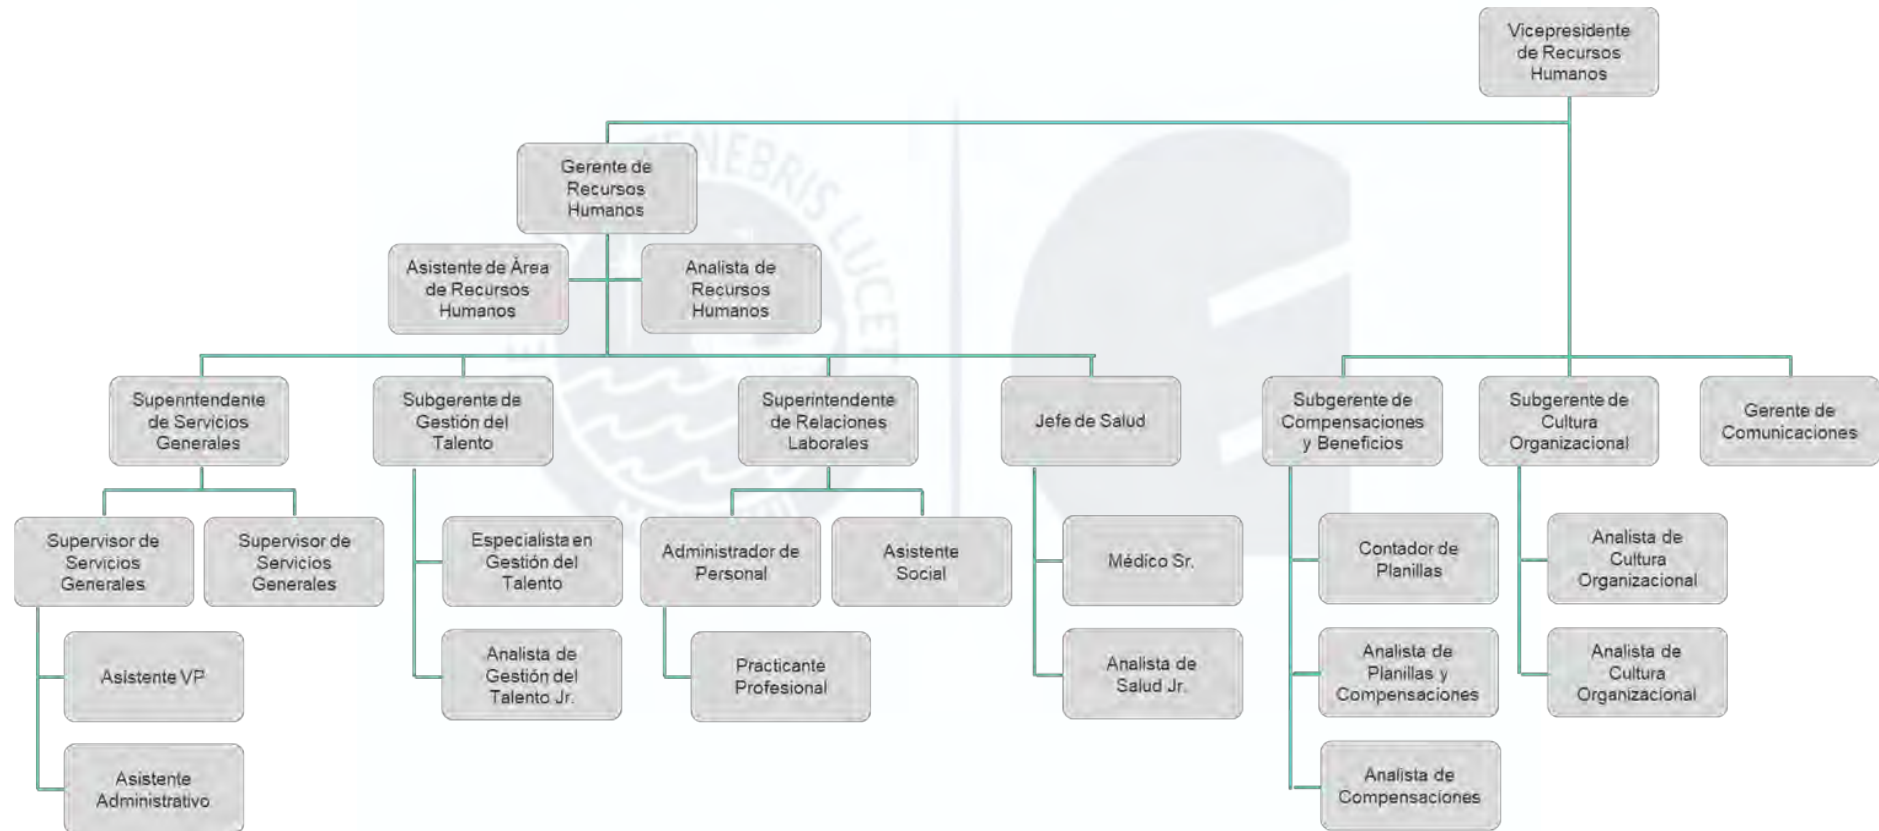 Vicepresidente
de Recursos
Humanos
Gerente de
Recursos
Humanos
Asistente de Área
de Recursos
Humanos
Analista de
Recursos
Humanos
Superintendente
de Servicios
Generales
Subgerente de
Gestión del
Talento
Superintendente
de Relaciones
Laborales
Jefe de Salud
Subgerente de
Compensaciones
y Beneficios
Subgerente de
Cultura
Organizacional
Gerente de
Comunicaciones
Supervisor de
Servicios
Generales
Supervisor de
Servicios
Generales
Especialista en
Gestión del
Talento
Administrador de
Personal
Asistente
Social
Médico Sr.
Contador de
Planillas
Analista de
Cultura
Organizacional
Asistente VP
Analista de
Gestión del
Talento Jr.
Practicante
Profesional
Analista de
Salud Jr.
Analista de
Planillas y
Compensaciones
Analista de
Cultura
Organizacional
Asistente
Administrativo
Analista de
Compensaciones
TENEBRIS LUCET